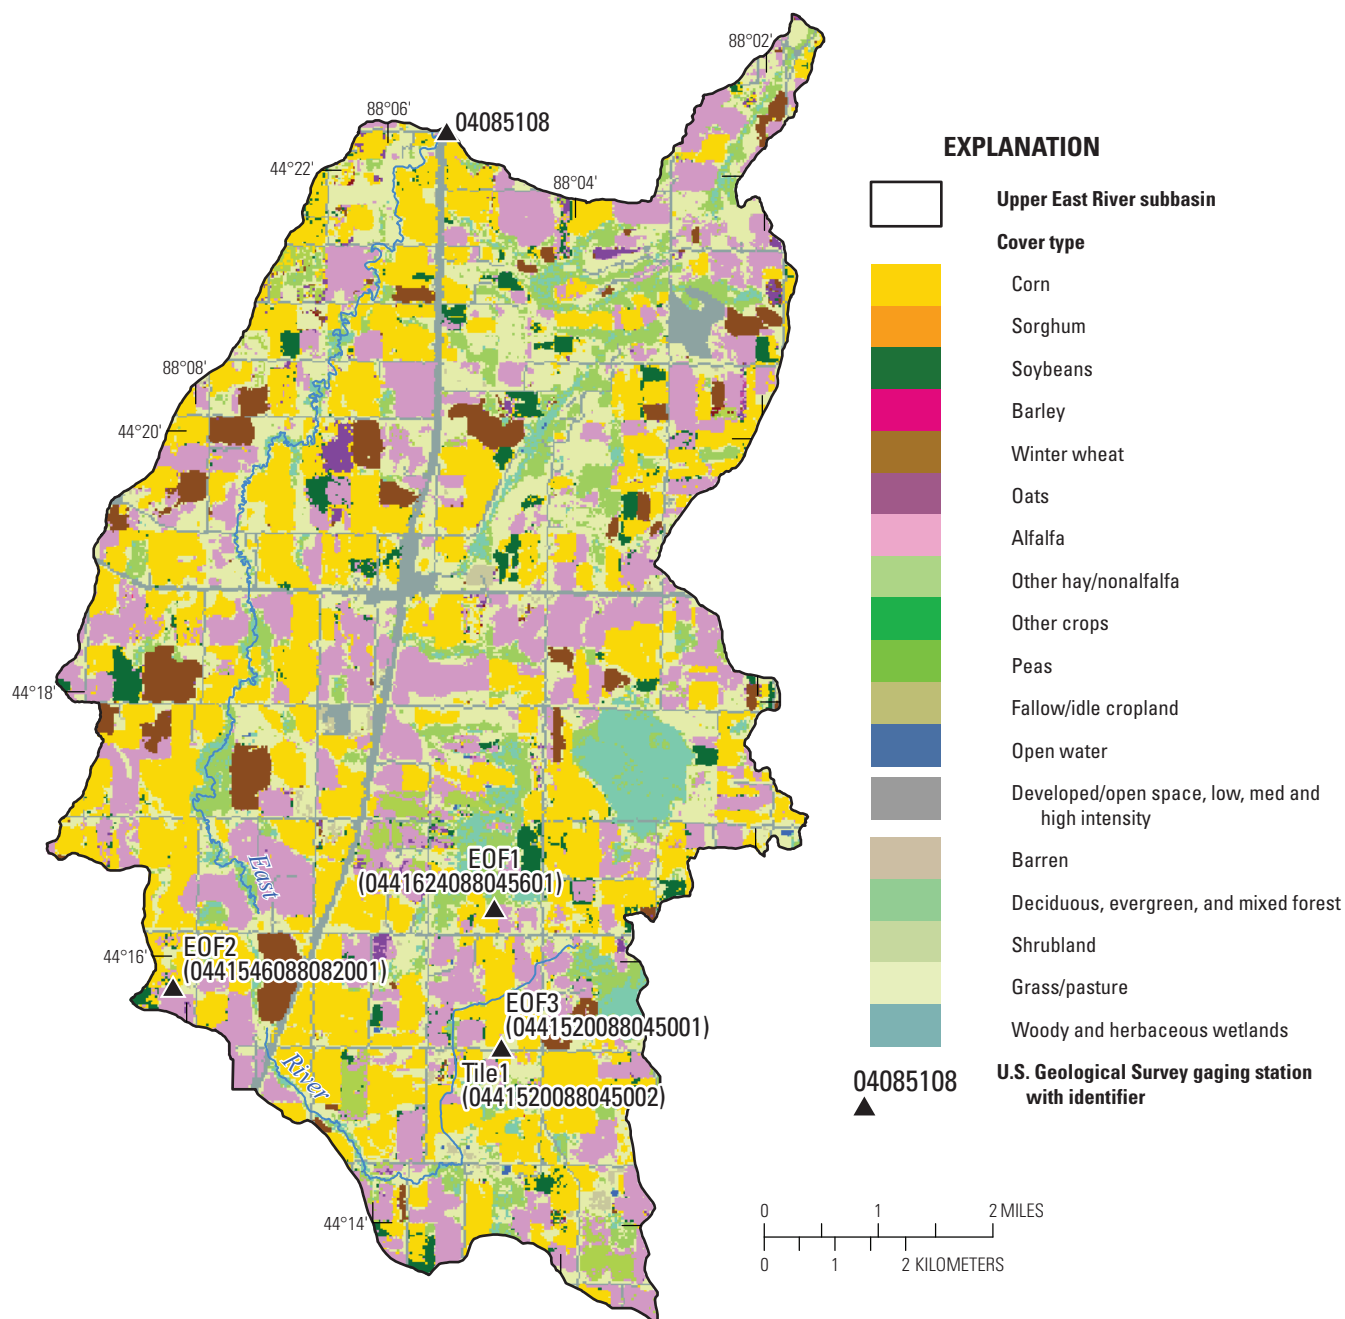 88°02'
88°06'
04085108
44°22'
88°04'
88°08'
44°20'
44°18'
East
EOF1
(0441624088045601)
44°16'
EOF2
(0441546088082001)
EOF3
(0441520088045001)
River
Tile1
(0441520088045002)
44°14'
EXPLANATION
Upper East River subbasin
Cover type
Corn
Sorghum
Soybeans
Barley
Winter wheat
Oats
Alfalfa
Other hay/nonalfalfa
Other crops
Peas
Fallow/idle cropland
Open water
Developed/open space, low, med and
high intensity
Barren
Deciduous, evergreen, and mixed forest
Shrubland
Grass/pasture
Woody and herbaceous wetlands
04085108
U.S. Geological Survey gaging station
with identifier
0 1 2 MILES
0 1 2 KILOMETERS